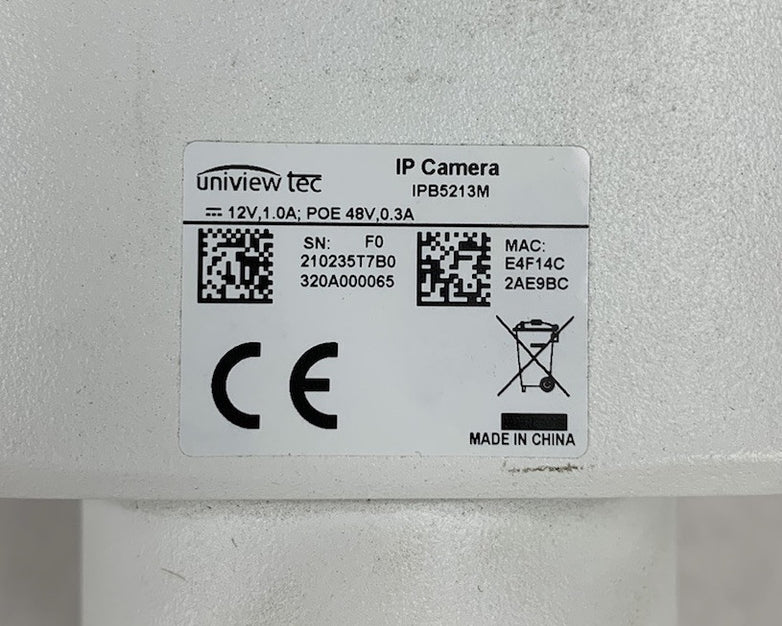 uniview tec
IP Camera
IPB5213M
12V,1.0A; POE 48V,0.3A
SN: F0
210235T7B0
320A000065
MAC:
E4F14C
2AE9BC
CE
MADE IN CHINA